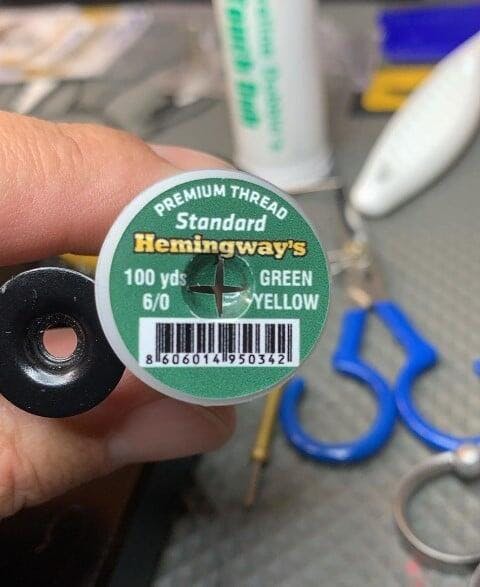 PREMIUM THREAD
Standard
Hemingway's
100 yds GREEN
6/0 YELLOW
8 606014 950342